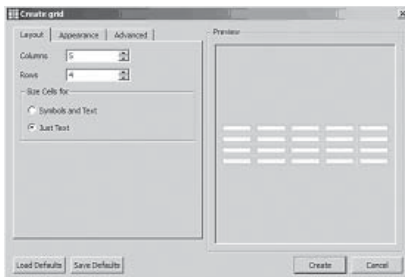 Create grid
Layout Appearance Advanced
Columns 5
Rows 4
Size Cells for
Symbols and Text
Just Text
Preview
Load Defaults Save Defaults Create Cancel